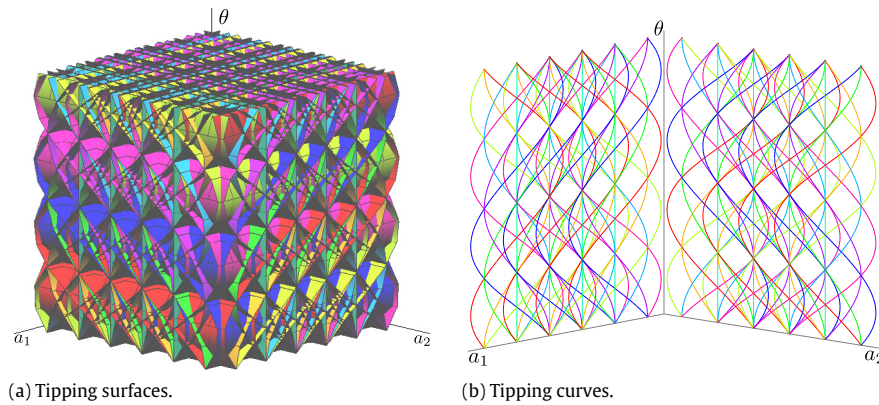 θ
a₁
a₂
(a) Tipping surfaces.
θ
a₁
a₂
(b) Tipping curves.